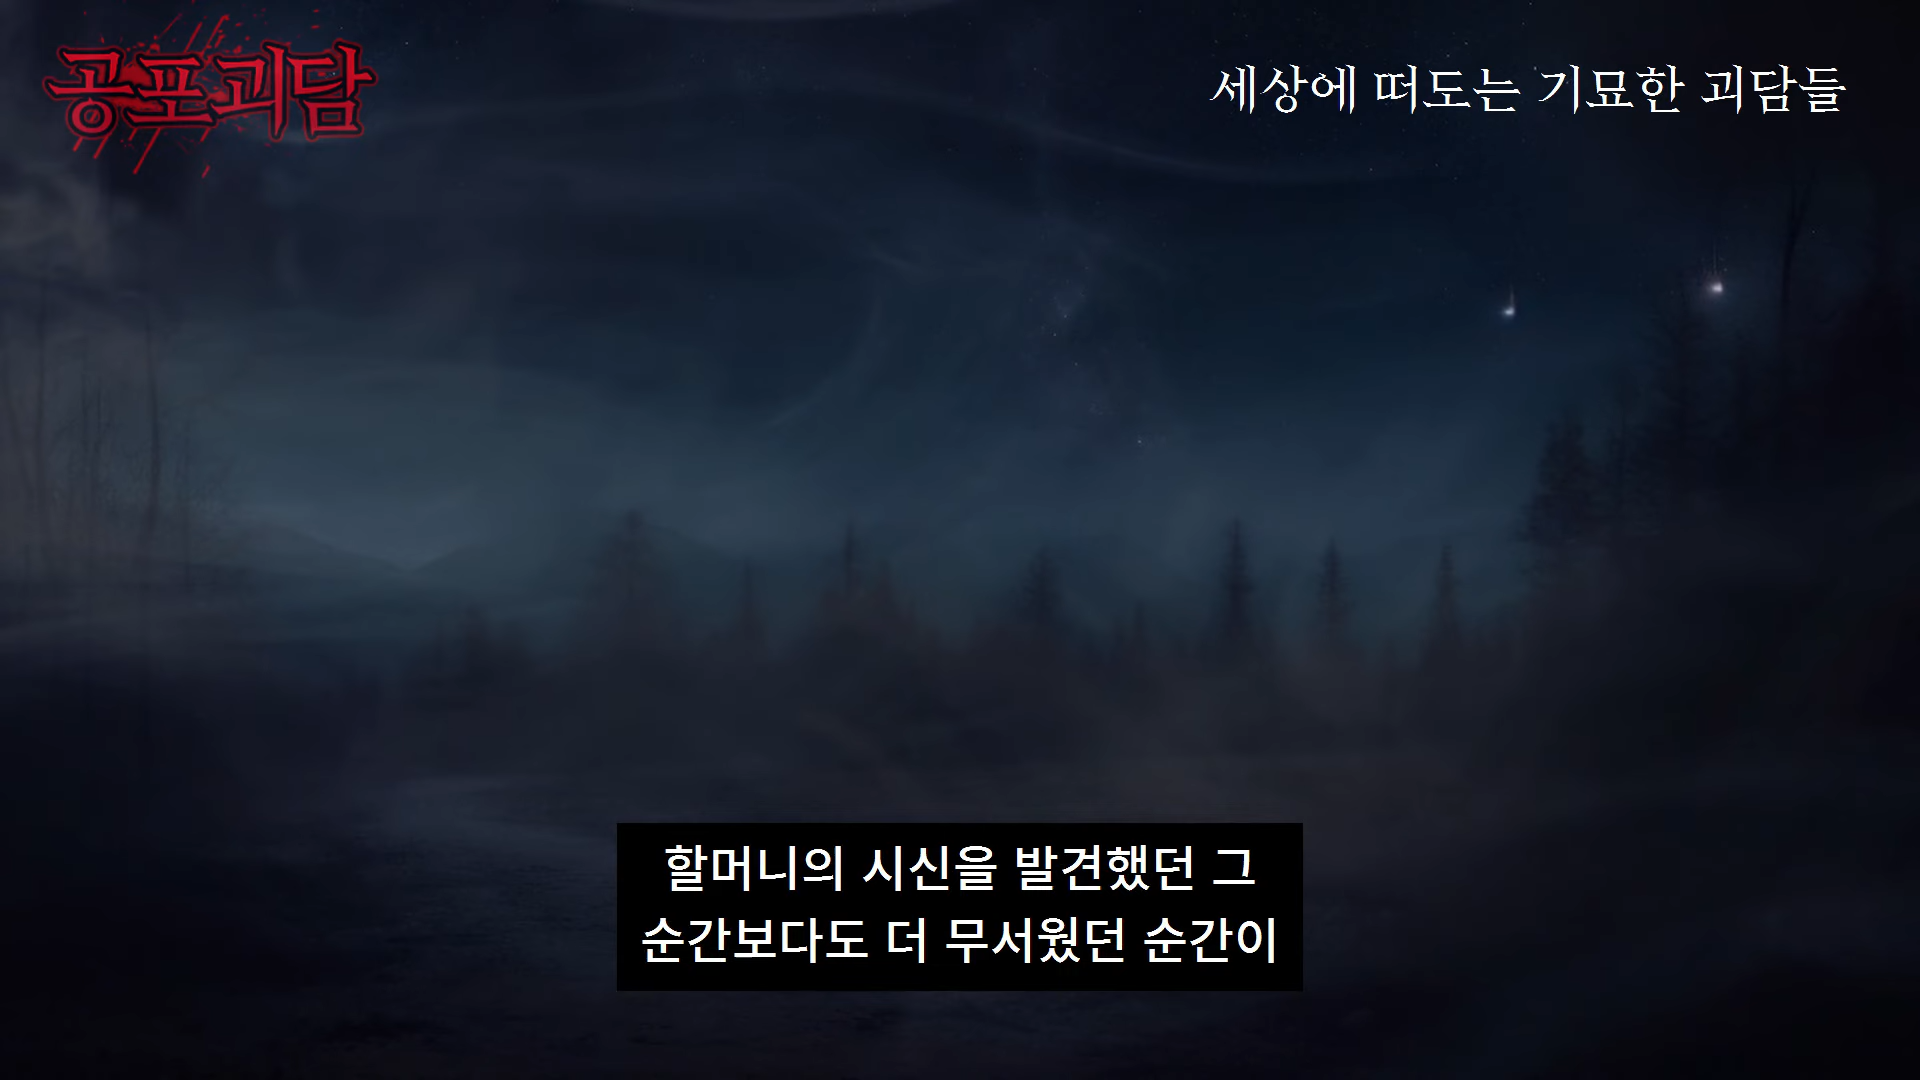 공포괴담
세상에 떠도는 기묘한 괴담들
할머니의 시신을 발견했던 그
순간보다도 더 무서웠던 순간이